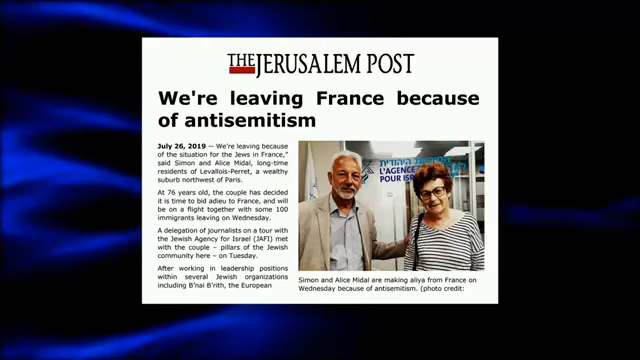 THE JERUSALEM POST
We're leaving France because
of antisemitism
July 26, 2019 -- We're leaving because
of the situation for the Jews in France,"
said Simon and Alice Midal, long-time
residents of Levallois-Perret, a wealthy
suburb northwest of Paris.
At 76 years old, the couple has decided
it is time to bid adieu to France, and will
be on a flight together with some 100
immigrants leaving on Wednesday.
A delegation of journalists on a tour with
the Jewish Agency for Israel (JAFI) met
with the couple – pillars of the Jewish
community here – on Tuesday.
After working in leadership positions
within several Jewish organizations
including B'nai B'rith, the European
הסוכנות היהודית
L'AGENCE
POUR ISR
Simon and Alice Midal are making aliya from France on
Wednesday because of antisemitism. (photo credit: